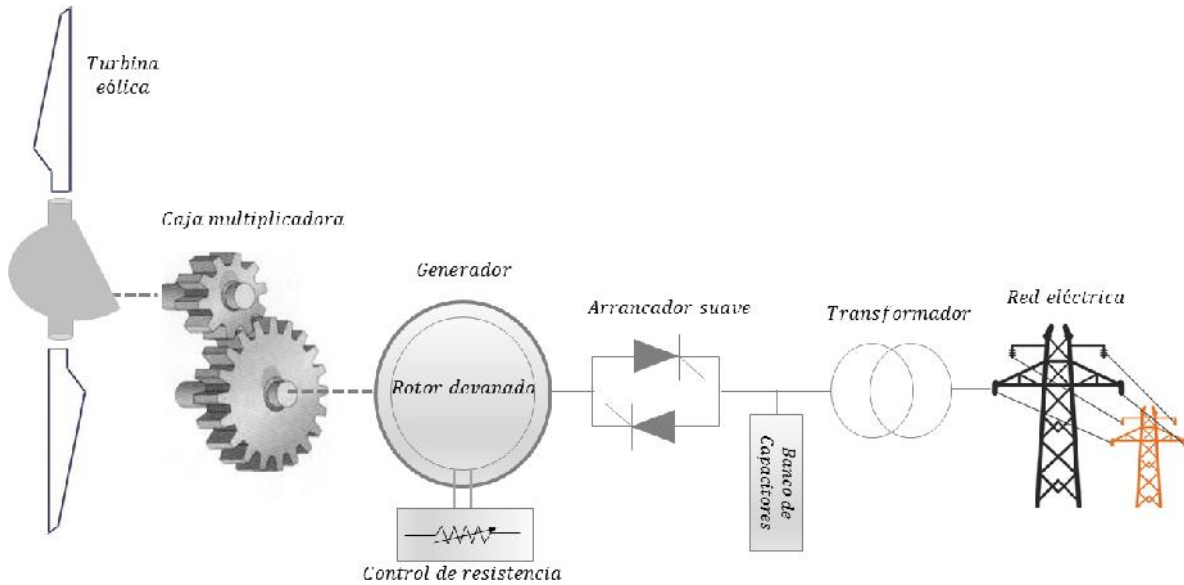 Turbina
eólica
Caja multiplicadora
Generador
Arrancador suave
Transformador
Red eléctrica
Rotor devanado
Banco de
Capacitores
Control de resistencia